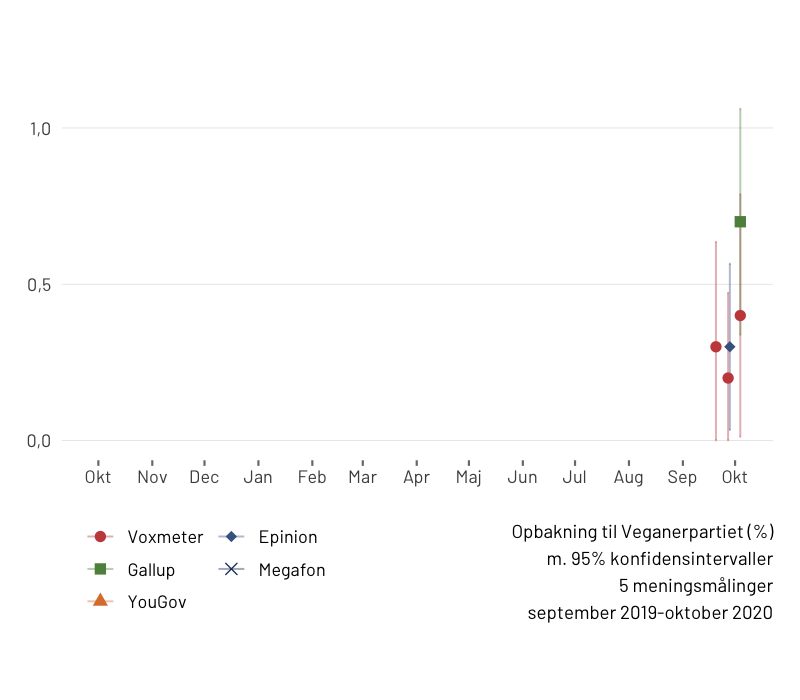 1,0
0,5
0,0
Okt Nov Dec Jan Feb Mar Apr Maj Jun Jul Aug Sep Okt
Voxmeter Epinion
Gallup Megafon
YouGov
Opbakning til Veganerpartiet (%)
m. 95% konfidensintervaller
5 meningsmålinger
september 2019-oktober 2020